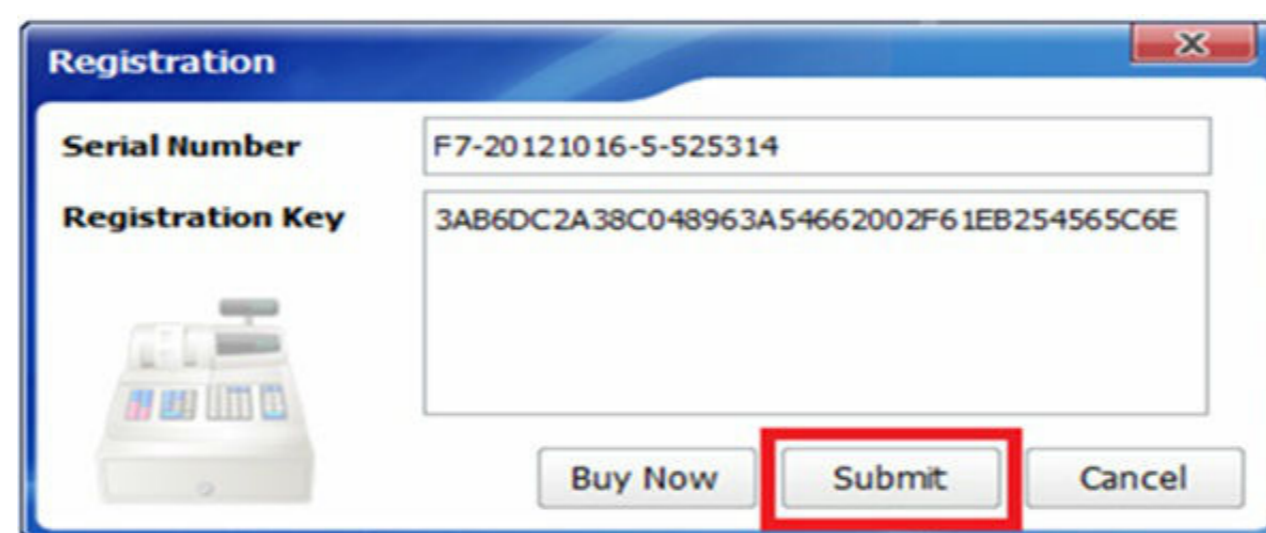 Registration
Serial Number F7-20121016-5-525314
Registration Key 3AB6DC2A38C048963A54662002F61EB254565C6E
Buy Now Submit Cancel